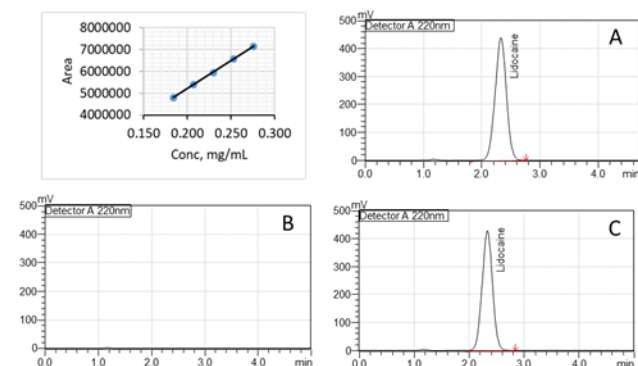 8000000
7000000
6000000
5000000
4000000
Area
0.150 0.200 0.250 0.300
Conc, mg/mL
mV
500
Detector A 220nm
A
Lidocaine
400
300
200
100
0
0.0 1.0 2.0 3.0 4.0 min
mV
500
Detector A 220nm
B
400
300
200
100
0
0.0 1.0 2.0 3.0 4.0 min
mV
500
Detector A 220nm
C
Lidocaine
400
300
200
100
0
0.0 1.0 2.0 3.0 4.0 min